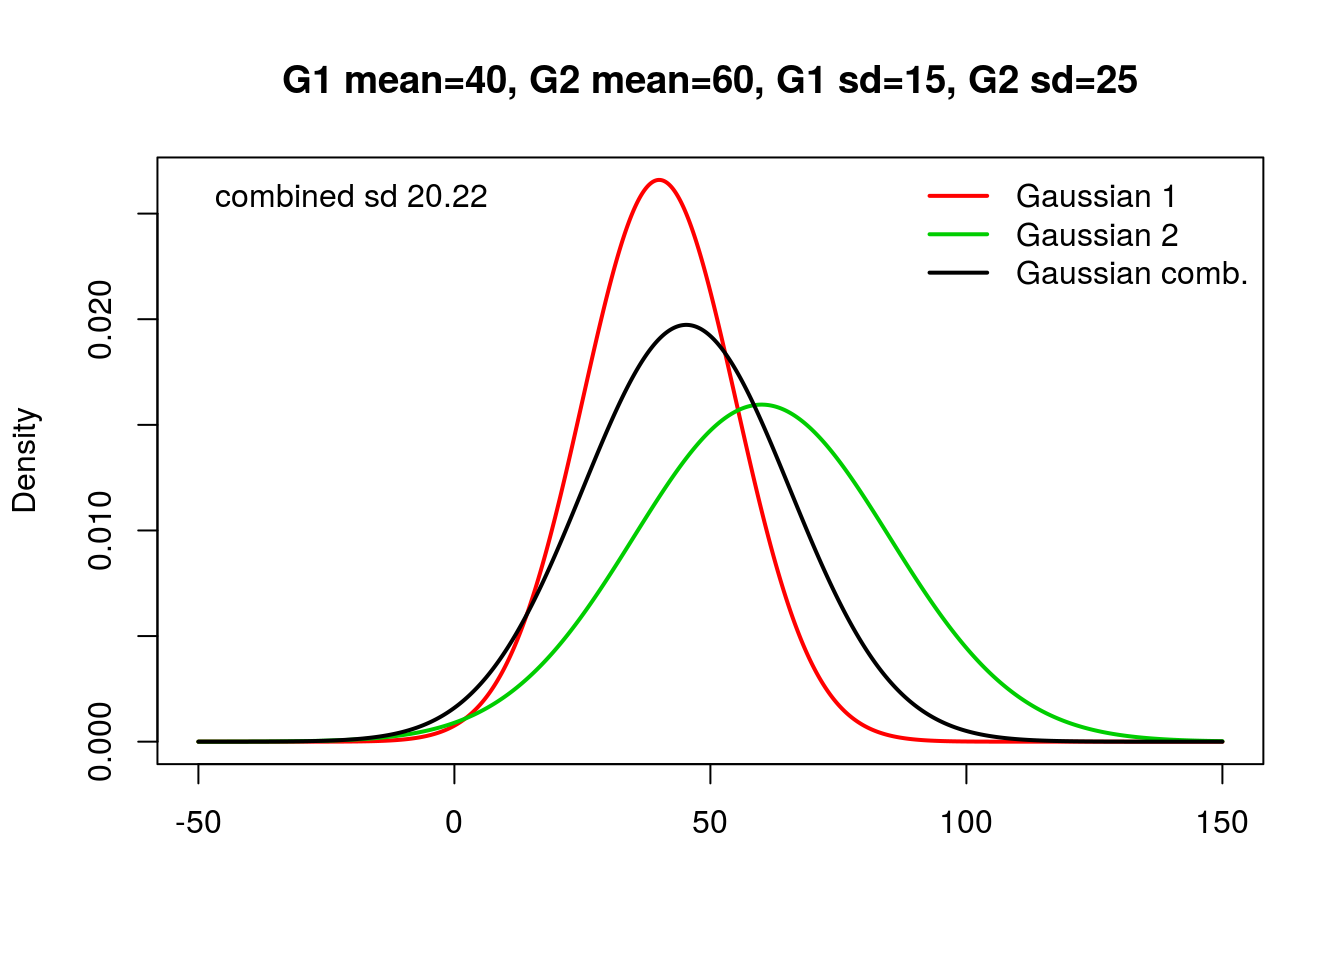 G1 mean=40, G2 mean=60, G1 sd=15, G2 sd=25
combined sd 20.22
Gaussian 1
Gaussian 2
Gaussian comb.
Density
0.020
0.010
0.000
-50 0 50 100 150